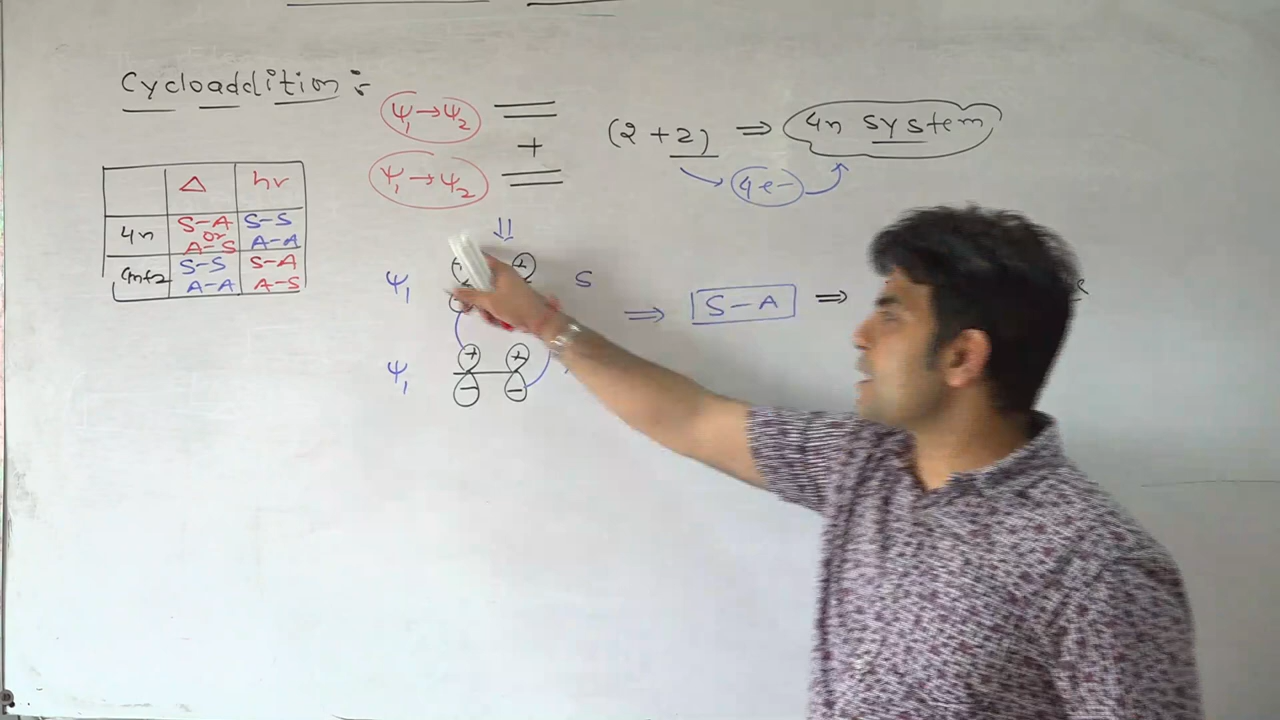 Cycloaddition :-
Ψ₁→Ψ₂
+
Ψ₁→Ψ₂
(2+2) ⇒ 4n system
4e-
Δ hν
4n S-A or A-S S-S A-A
4n+2 S-S A-A S-A A-S
⇓
Ψ₁ + + S ⇒ S-A ⇒
Ψ₁ + +
- -